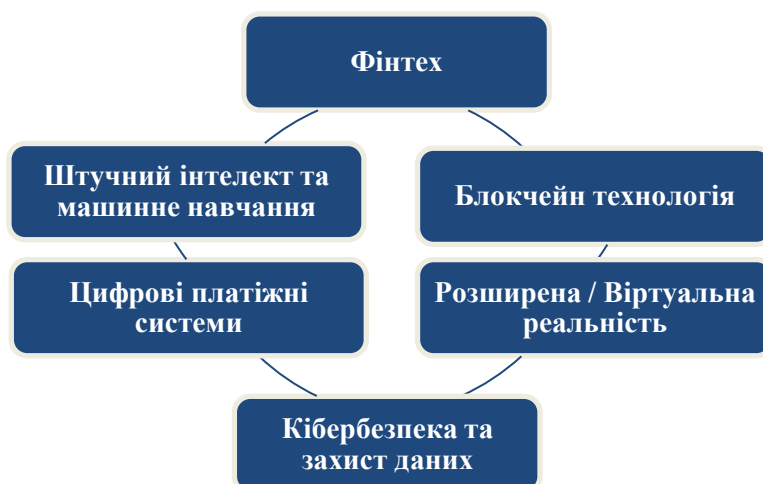 Фінтех
Штучний інтелект та
машинне навчання
Блокчейн технологія
Цифрові платіжні
системи
Розширена / Віртуальна
реальність
Кібербезпека та
захист даних